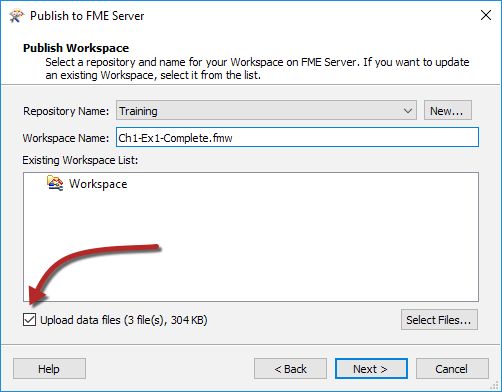 Publish to FME Server
Publish Workspace
Select a repository and name for your Workspace on FME Server. If you want to update
an existing Workspace, select it from the list.
Repository Name: Training New...
Workspace Name: Ch1-Ex1-Complete.fmw
Existing Workspace List:
Workspace
Upload data files (3 file(s), 304 KB) Select Files...
Help < Back Next > Cancel